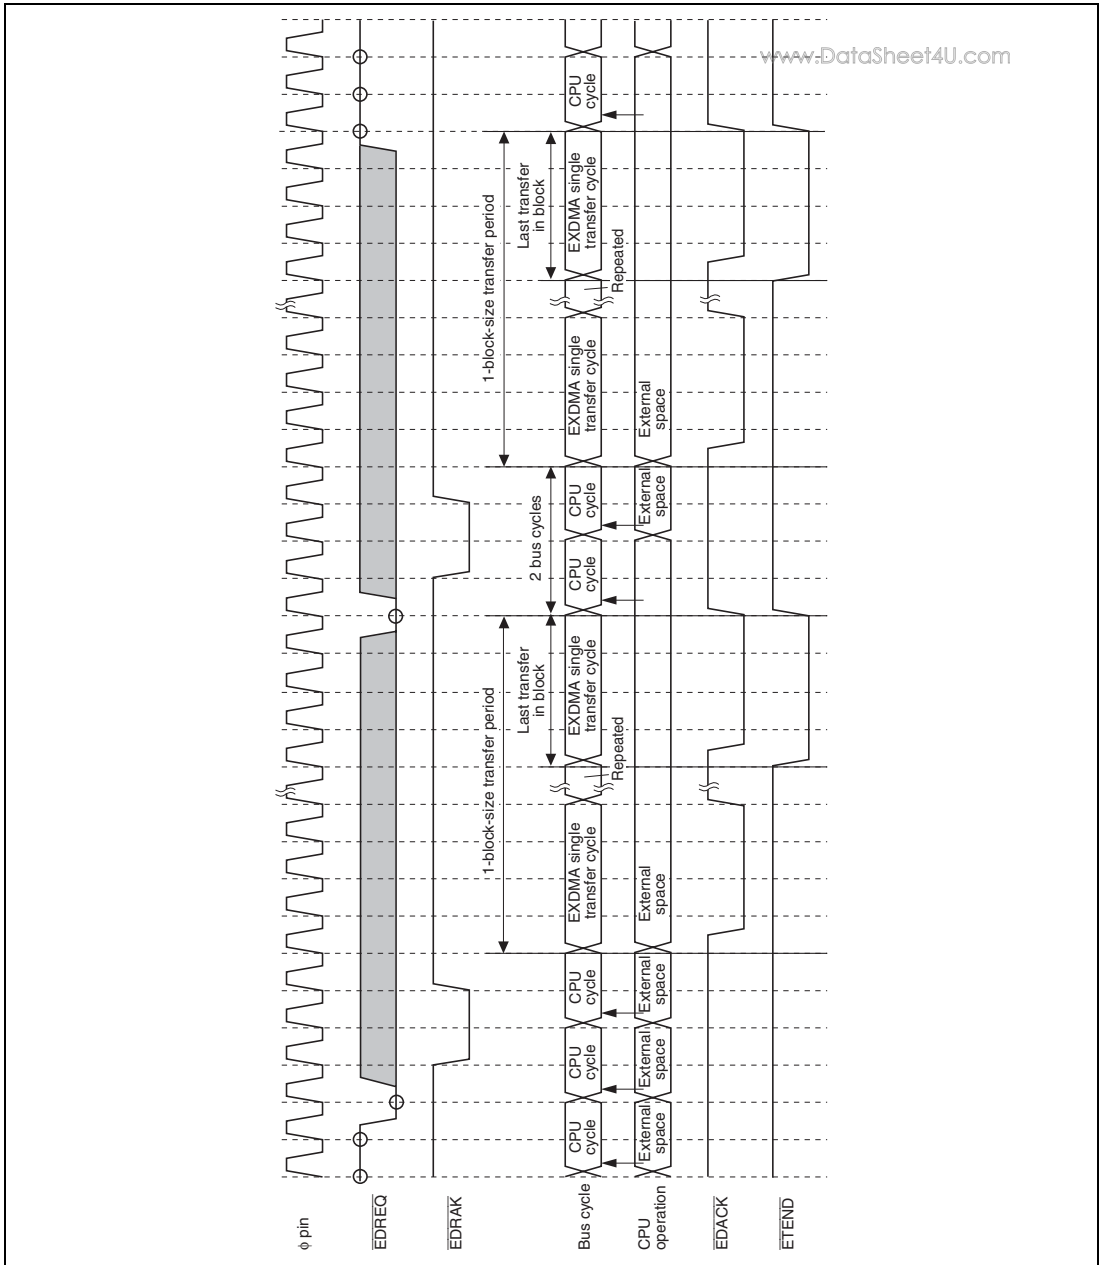 www.DataSheet4U.com
φ pin
EDREQ
EDRAK
1-block-size transfer period
1-block-size transfer period
Last transfer
in block
2 bus cycles
Last transfer
in block
Bus cycle
CPU
cycle
CPU
cycle
CPU
cycle
EXDMA single
transfer cycle
EXDMA single
transfer cycle
CPU
cycle
CPU
cycle
EXDMA single
transfer cycle
EXDMA single
transfer cycle
CPU
cycle
Repeated
Repeated
CPU
operation
External
space
External
space
External
space
External
space
External
space
External
space
EDACK
ETEND